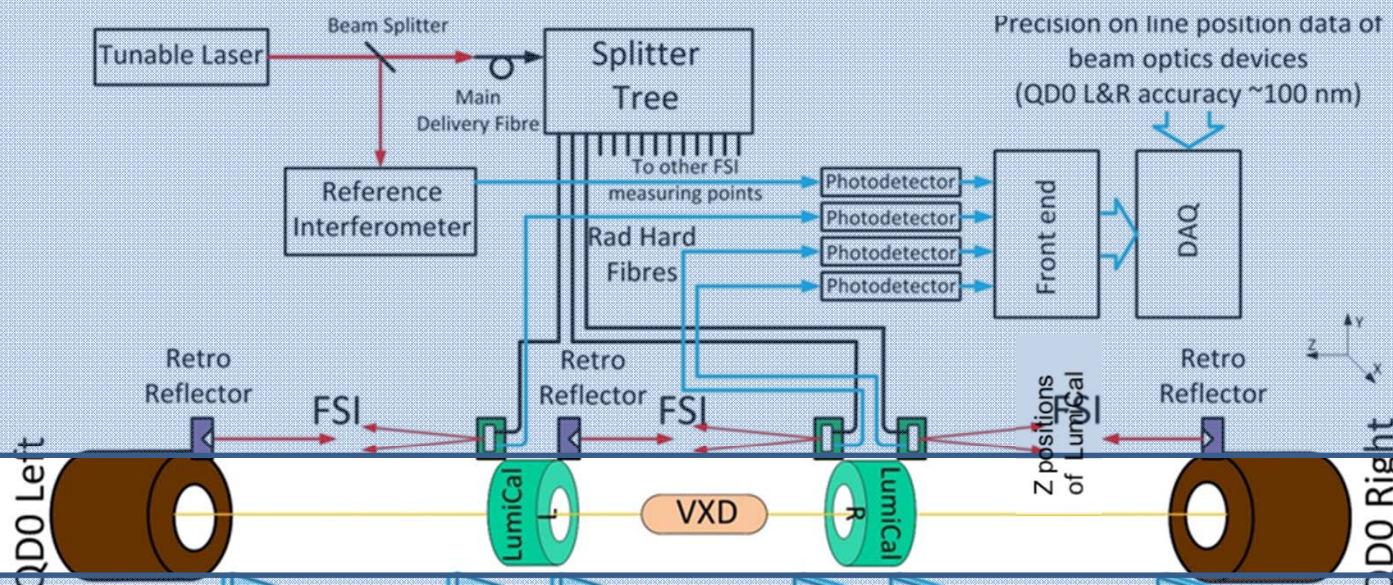 Precision on line position data of
beam optics devices
(QD0 L&R accuracy ~100 nm)
Beam Splitter
Tunable Laser
Splitter
Tree
Main
Delivery Fibre
To other FSI
measuring points
Reference
Interferometer
Photodetector
Photodetector
Photodetector
Photodetector
Rad Hard
Fibres
Front end
DAQ
Y
Z
X
Retro
Reflector
Retro
Reflector
Retro
Reflector
FSI
FSI
FSI
Z positions
of LumiCal
QD0 Left
LumiCal
L
VXD
R
LumiCal
QD0 Right